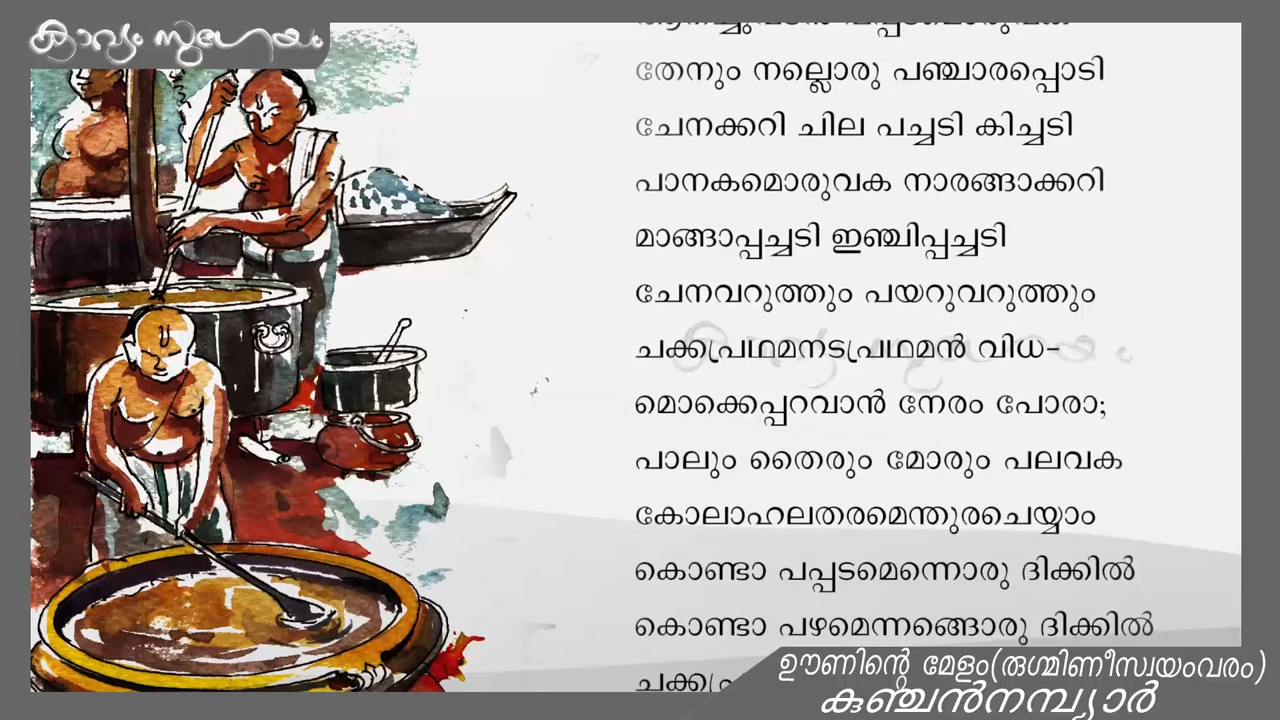 കാവ്യം സുഗേയം
തേനും നല്ലൊരു പഞ്ചാരപ്പൊടി
ചേനക്കറി ചില പച്ചടി കിച്ചടി
പാനകമൊരുവക നാരങ്ങാക്കറി
മാങ്ങാപ്പച്ചടി ഇഞ്ചിപ്പച്ചടി
ചേനവറുത്തും പയറുവറുത്തും
ചക്കപ്രഥമനടപ്രഥമൻ വിധ-
മൊക്കെപ്പറവാൻ നേരം പോരാ;
പാലും തൈരും മോരും പലവക
കോലാഹലതരമെന്തുരചെയ്യാം
കൊണ്ടാ പപ്പടമെന്നൊരു ദിക്കിൽ
കൊണ്ടാ പഴമെന്നങ്ങൊരു ദിക്കിൽ
ഊണിന്റെ മേളം(രുഗ്മിണീസ്വയംവരം)
കുഞ്ചൻനമ്പ്യാർ